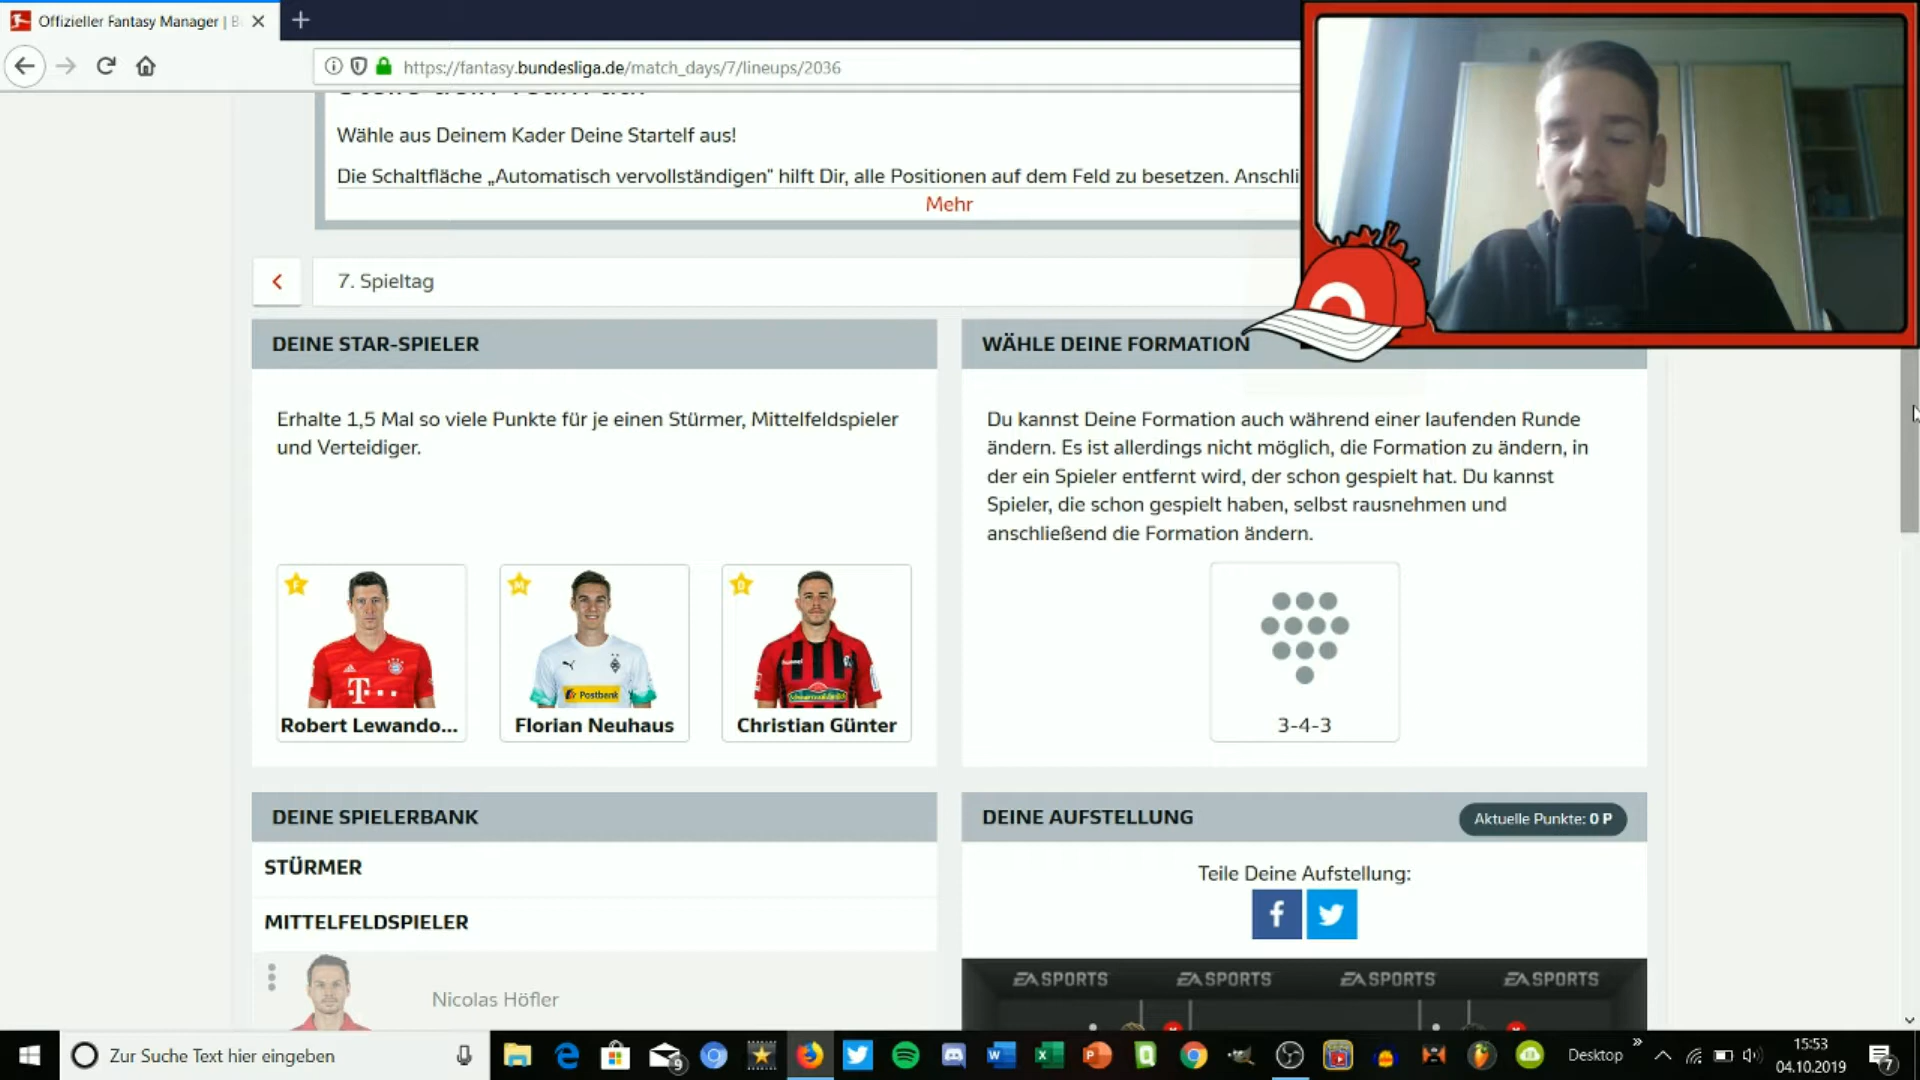 Offizieller Fantasy Manager | B
https://fantasy.bundesliga.de/match_days/7/lineups/2036
Wähle aus Deinem Kader Deine Startelf aus!
Die Schaltfläche „Automatisch vervollständigen" hilft Dir, alle Positionen auf dem Feld zu besetzen. Anschli
Mehr
7. Spieltag
DEINE STAR-SPIELER
Erhalte 1,5 Mal so viele Punkte für je einen Stürmer, Mittelfeldspieler
und Verteidiger.
F
M
D
T
Postbank
hummel
Robert Lewando...
Florian Neuhaus
Christian Günter
WÄHLE DEINE FORMATION
Du kannst Deine Formation auch während einer laufenden Runde
ändern. Es ist allerdings nicht möglich, die Formation zu ändern, in
der ein Spieler entfernt wird, der schon gespielt hat. Du kannst
Spieler, die schon gespielt haben, selbst rausnehmen und
anschließend die Formation ändern.
3-4-3
DEINE SPIELERBANK
STÜRMER
MITTELFELDSPIELER
Nicolas Höfler
DEINE AUFSTELLUNG
Aktuelle Punkte: 0 P
Teile Deine Aufstellung:
EA SPORTS
EA SPORTS
EA SPORTS
EA SPORTS
Zur Suche Text hier eingeben
9
Desktop
15:53
04.10.2019
7